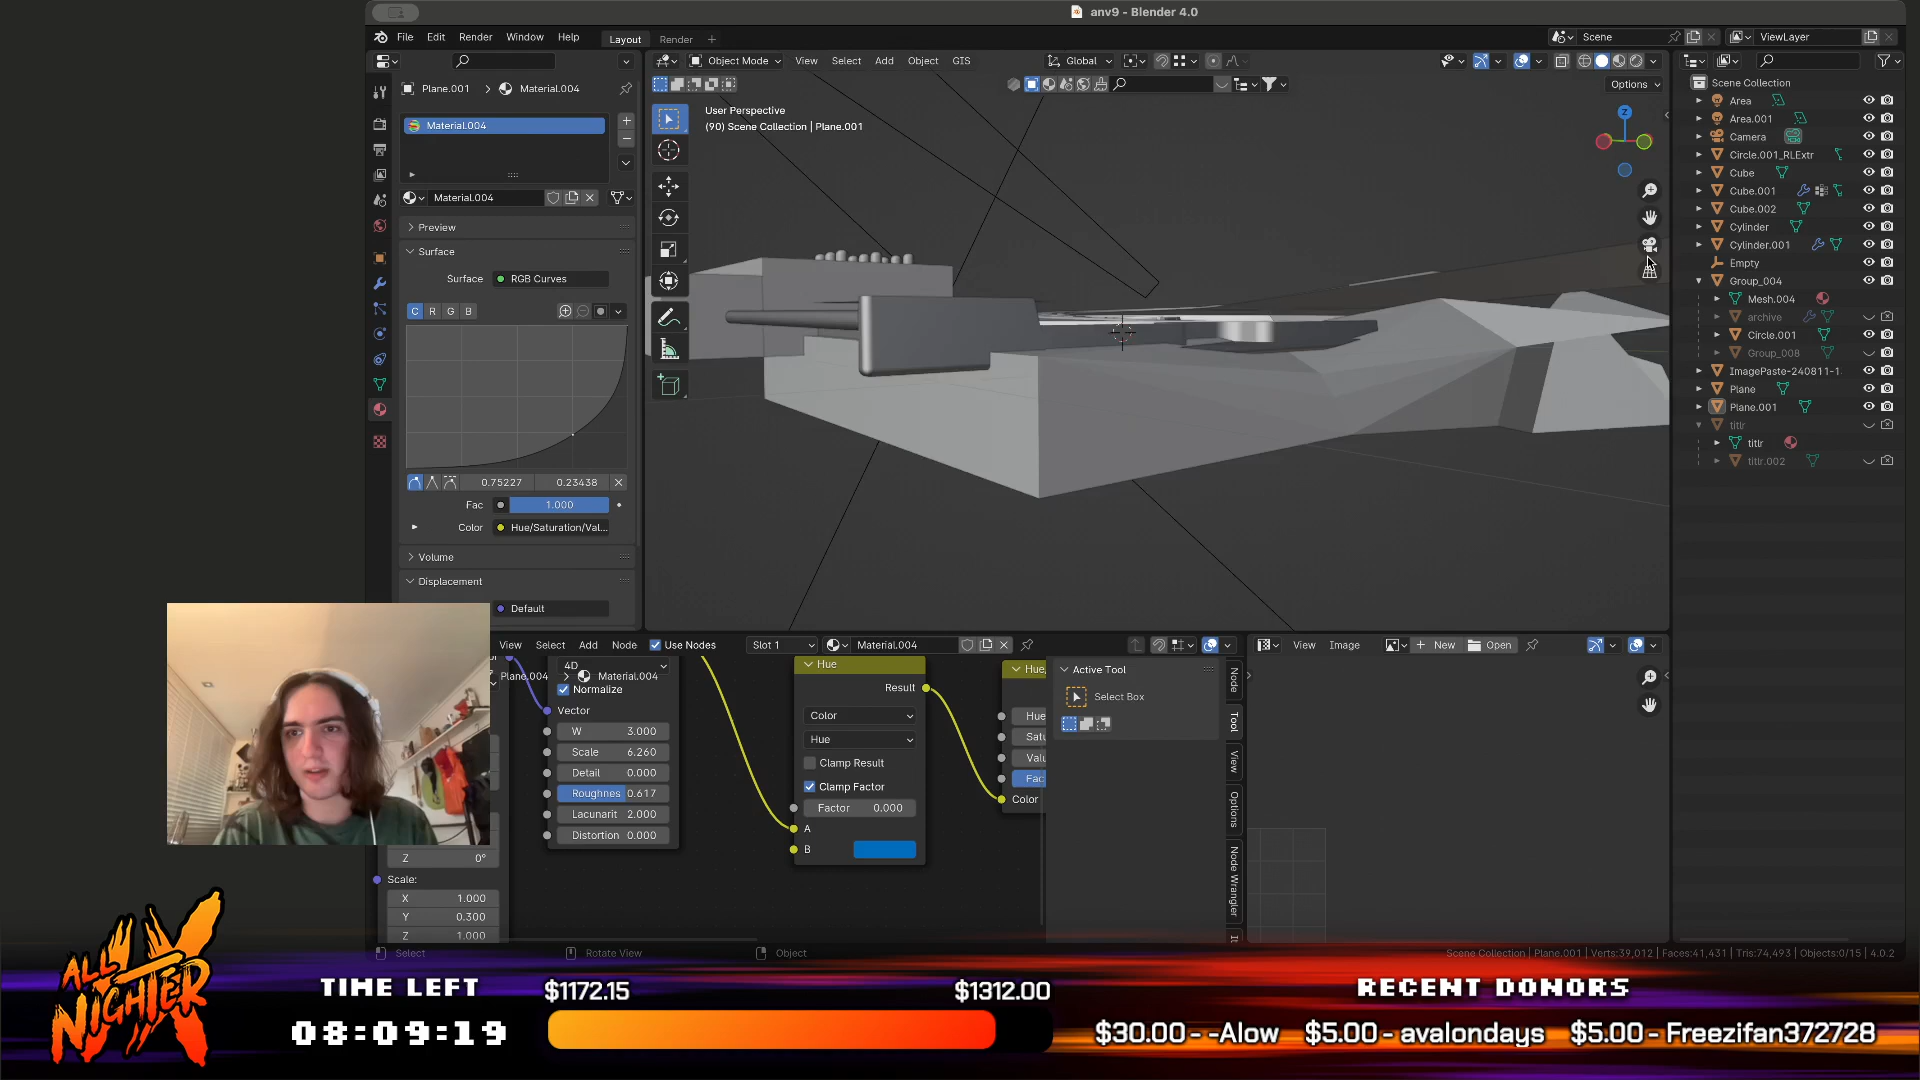 anv9 - Blender 4.0
File Edit Render Window Help Layout Render + Scene ViewLayer
Object Mode View Select Add Object GIS Global
Options
Plane.001 > Material.004
Material.004
Material.004
Preview
Surface
Surface RGB Curves
C R G B
0.75227 0.23438
Fac 1.000
Color Hue/Saturation/Val...
Volume
Displacement
Default
User Perspective
(90) Scene Collection | Plane.001
Z
Scene Collection
Area
Area.001
Camera
Circle.001_RLExtr
Cube
Cube.001
Cube.002
Cylinder
Cylinder.001
Empty
Group_004
Mesh.004
archive
Circle.001
Group_008
ImagePaste-240811-1
Plane
Plane.001
titlr
titlr
titlr.002
View Select Add Node Use Nodes Slot 1 Material.004
View Image New Open
Plane.004 > Material.004
4D
Normalize
Vector
W 3.000
Scale 6.260
Detail 0.000
Roughnes 0.617
Lacunarit 2.000
Distortion 0.000
Z 0°
Scale:
X 1.000
Y 0.300
Z 1.000
Hue
Result
Color
Hue
Clamp Result
Clamp Factor
Factor 0.000
A
B
Hue
Hue
Satu
Valu
Fac
Color
Active Tool
Select Box
Node
Tool
View
Options
Node Wrangler
Select Rotate View Object
Scene Collection | Plane.001 | Verts:39,012 | Faces:41,431 | Tris:74,493 | Objects:0/15 | 4.0.2
ALL
NIGHTER
TIME LEFT
08:09:19
$1172.15 $1312.00
RECENT DONORS
$30.00 - -Alow $5.00 - avalondays $5.00 - Freezifan372728